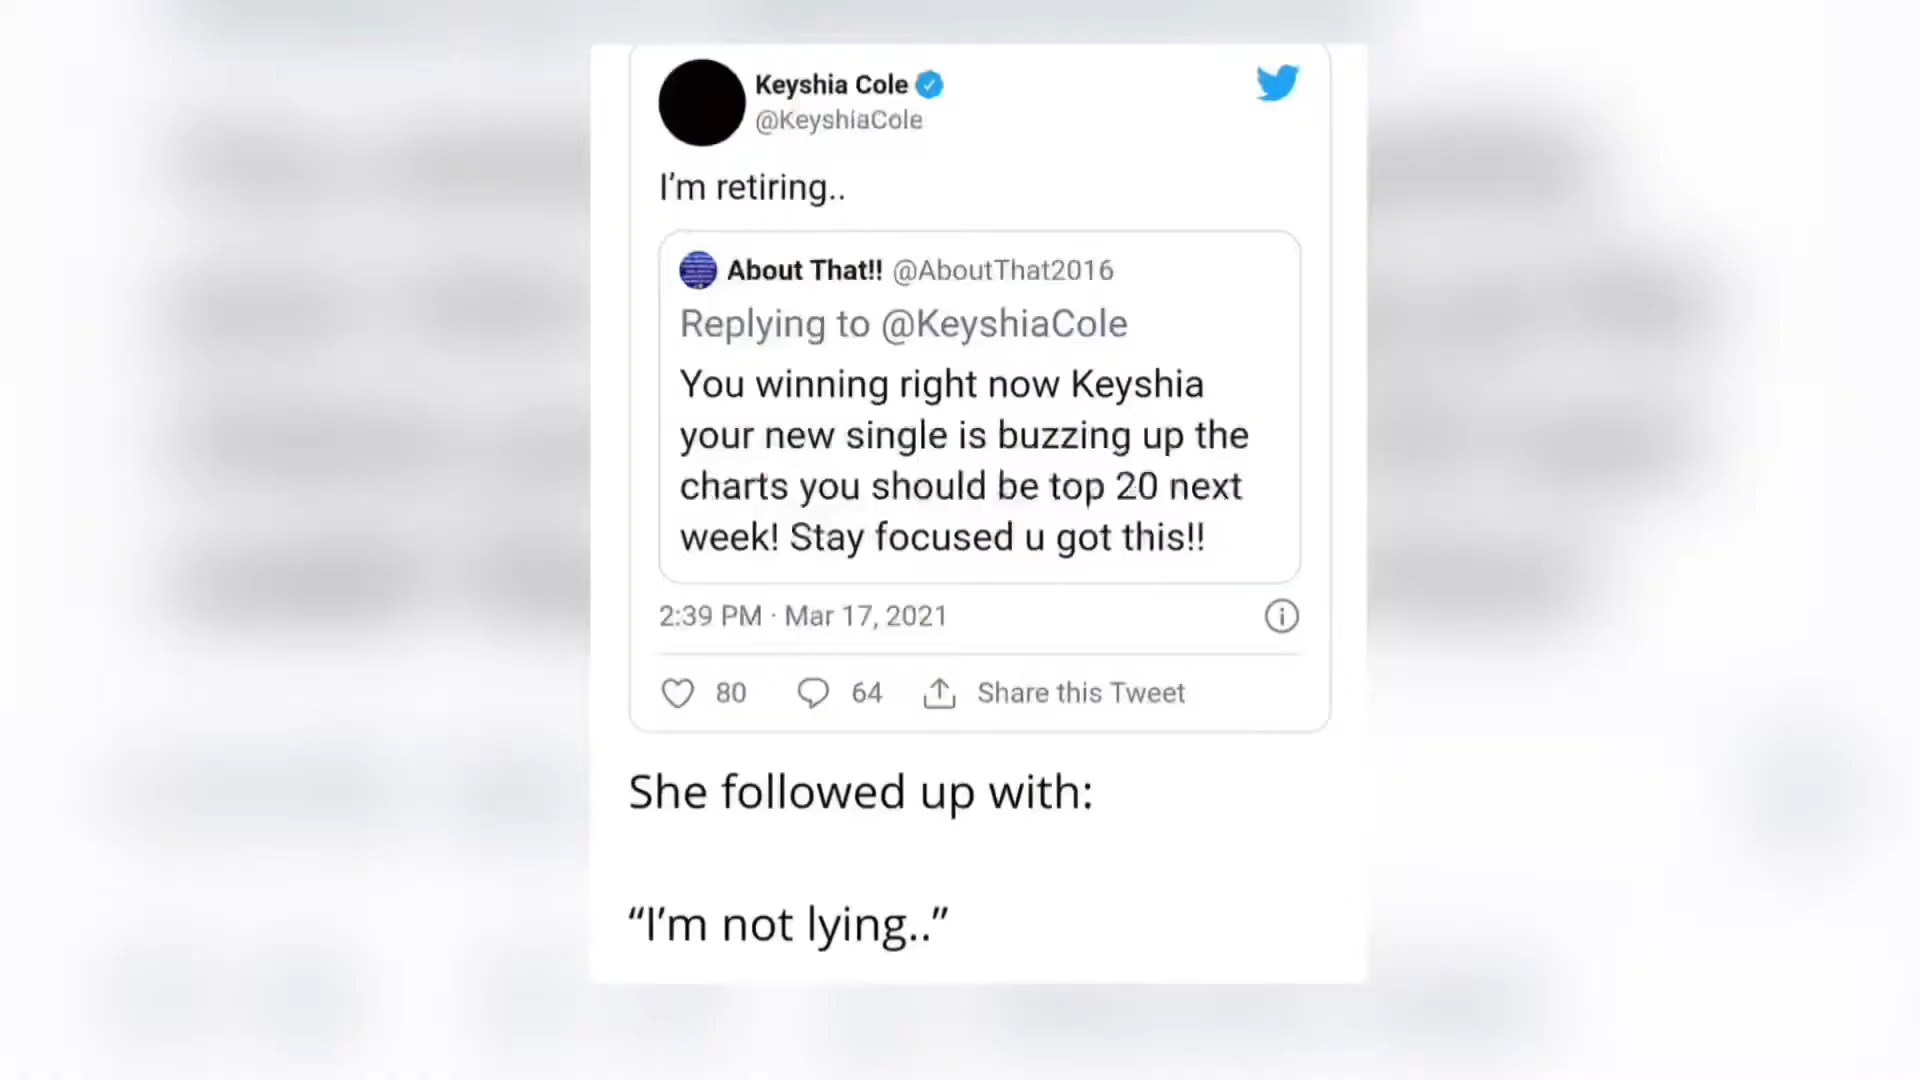 Keyshia Cole
@KeyshiaCole
I'm retiring..
About That!! @AboutThat2016
Replying to @KeyshiaCole
You winning right now Keyshia
your new single is buzzing up the
charts you should be top 20 next
week! Stay focused u got this!!
2:39 PM · Mar 17, 2021
80 64 Share this Tweet
She followed up with:
“I’m not lying..”